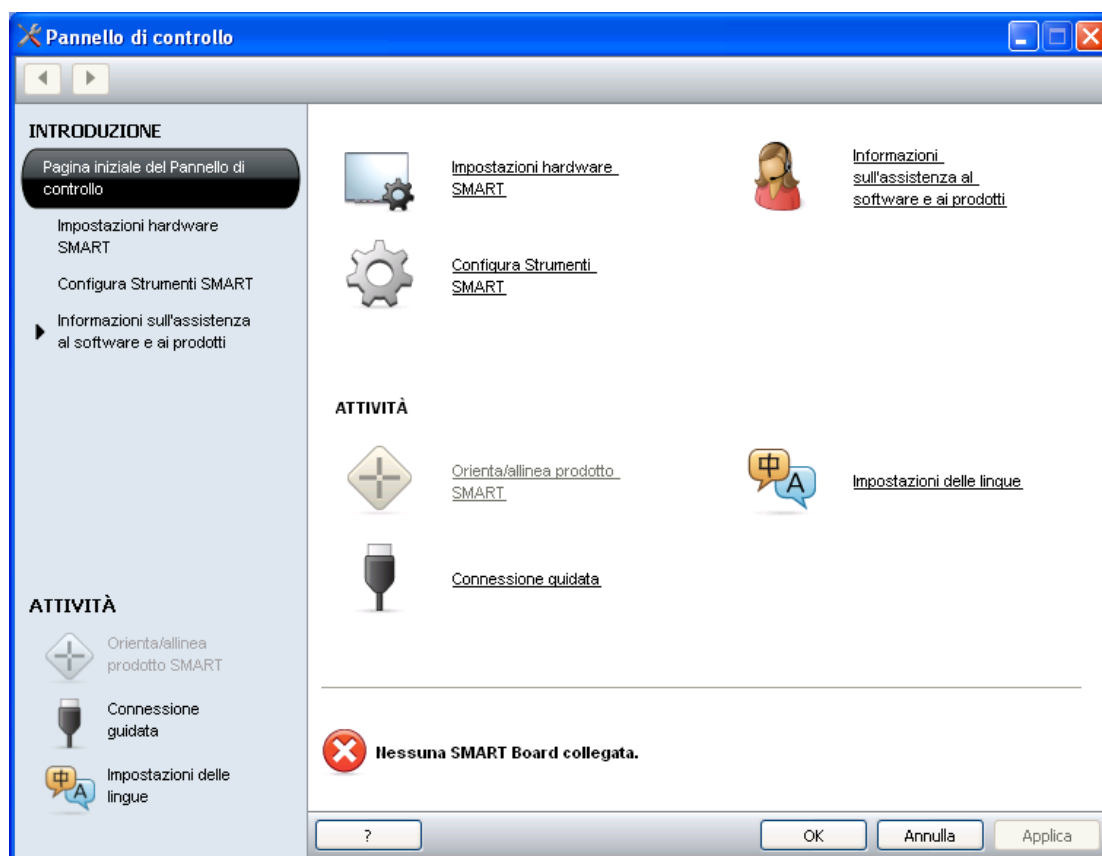 Pannello di controllo
INTRODUZIONE
Pagina iniziale del Pannello di
controllo
Impostazioni hardware
SMART
Configura Strumenti SMART
Informazioni sull'assistenza
al software e ai prodotti
ATTIVITÀ
Orienta/allinea
prodotto SMART
Connessione
guidata
Impostazioni delle
lingue
Impostazioni hardware
SMART
Informazioni
sull'assistenza al
software e ai prodotti
Configura Strumenti
SMART
ATTIVITÀ
Orienta/allinea prodotto
SMART
Impostazioni delle lingue
Connessione guidata
Nessuna SMART Board collegata.
?
OK
Annulla
Applica
中
A
中
A